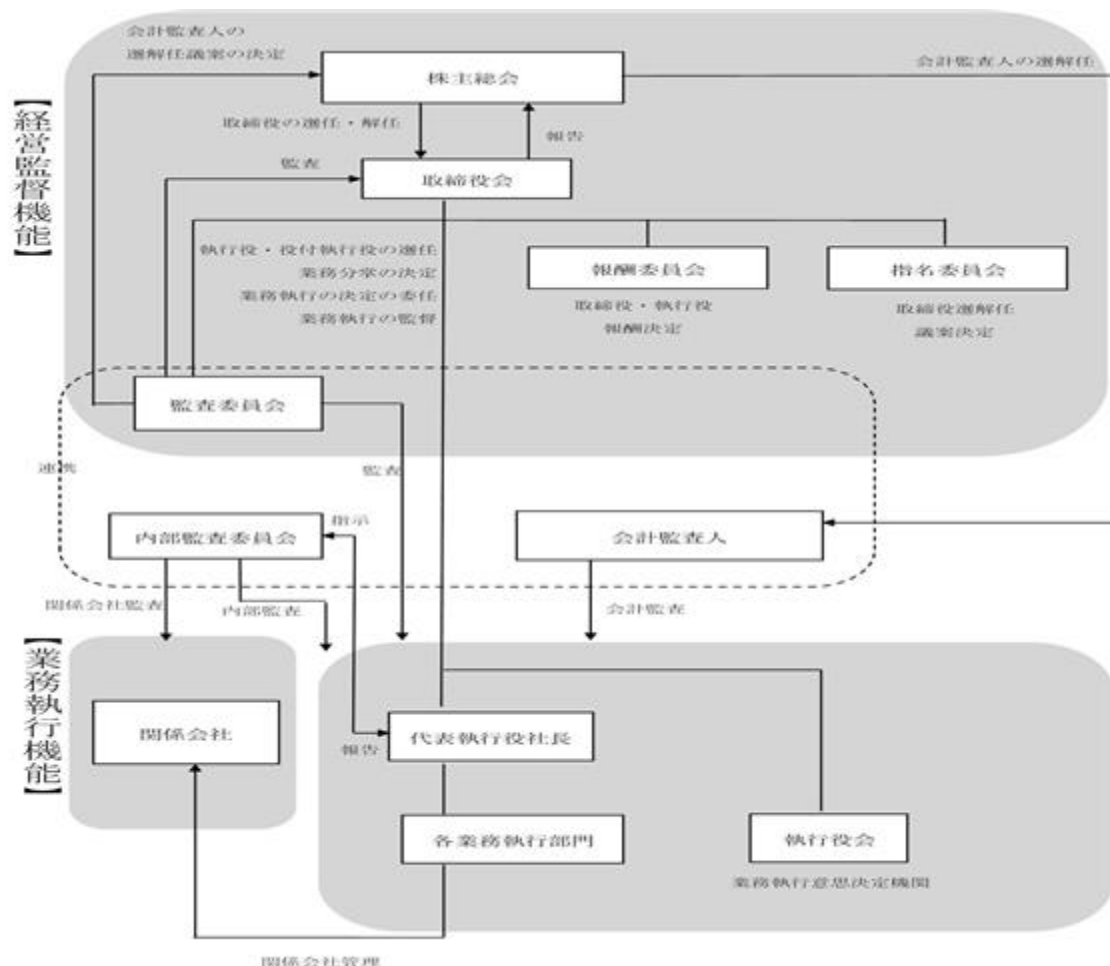 会計監査人の
選解任議案の決定
株主総会
会計監査人の選解任
【経営監督機能】
取締役の選任・解任
報告
監査
取締役会
執行役・役付執行役の選任
業務分掌の決定
業務執行の決定の委任
業務執行の監督
報酬委員会
取締役・執行役
報酬決定
指名委員会
取締役選解任
議案決定
監査委員会
連携
監査
内部監査委員会
指示
会計監査人
関係会社監査
内部監査
会計監査
【業務執行機能】
関係会社
報告
代表執行役社長
各業務執行部門
執行役会
業務執行意思決定機関
関係会社管理